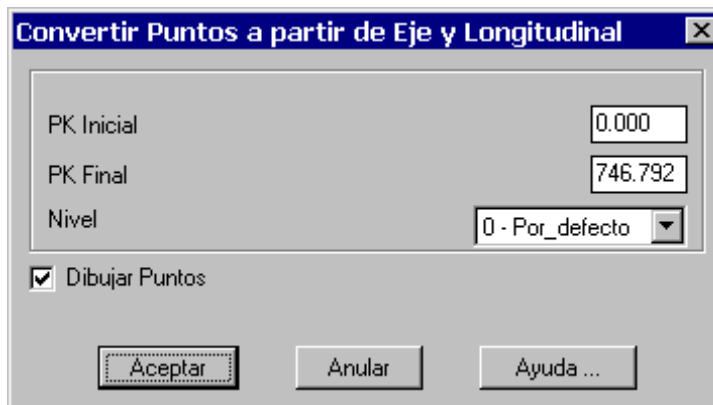 Convertir Puntos a partir de Eje y Longitudinal
PK Inicial 0.000
PK Final 746.792
Nivel 0 - Por_defecto
Dibujar Puntos
Aceptar Anular Ayuda ...